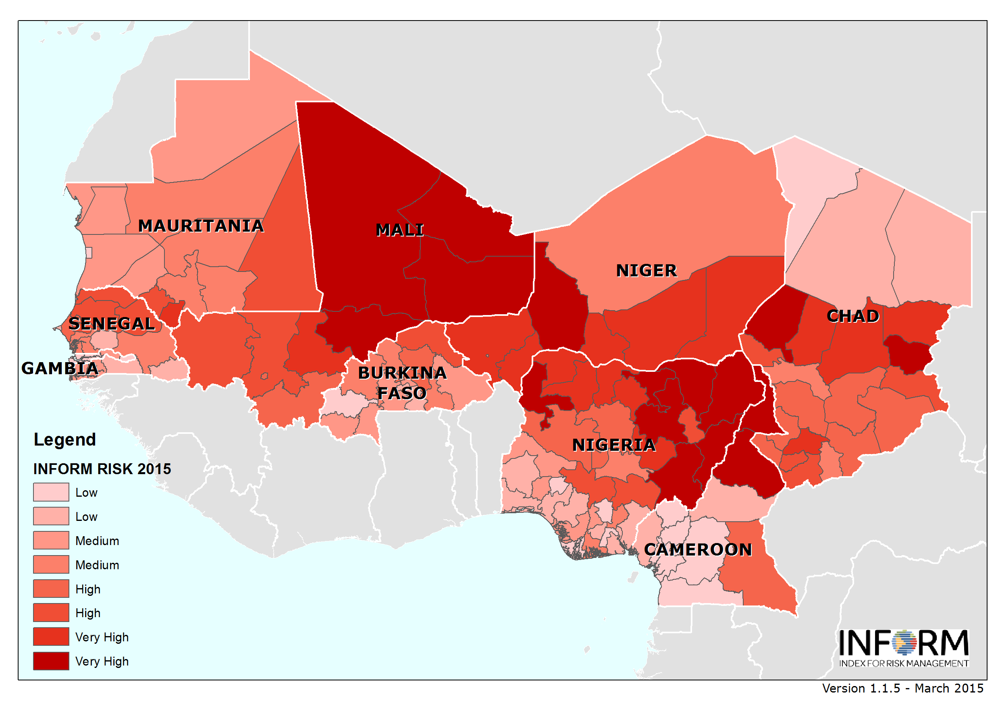 MAURITANIA
MALI
NIGER
CHAD
SENEGAL
GAMBIA
BURKINA
FASO
NIGERIA
CAMEROON
Legend
INFORM RISK 2015
Low
Low
Medium
Medium
High
High
Very High
Very High
INFORM
INDEX FOR RISK MANAGEMENT
Version 1.1.5 - March 2015